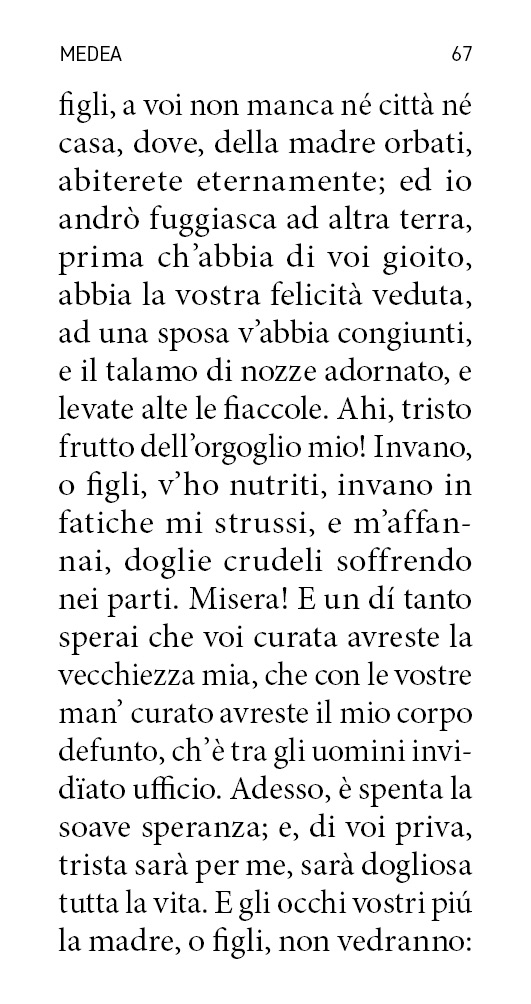 MEDEA 67
figli, a voi non manca né città né
casa, dove, della madre orbati,
abiterete eternamente; ed io
andrò fuggiasca ad altra terra,
prima ch’abbia di voi gioito,
abbia la vostra felicità veduta,
ad una sposa v’abbia congiunti,
e il talamo di nozze adornato, e
levate alte le fiaccole. Ahi, tristo
frutto dell’orgoglio mio! Invano,
o figli, v’ho nutriti, invano in
fatiche mi strussi, e m’affan-
nai, doglie crudeli soffrendo
nei parti. Misera! E un dí tanto
sperai che voi curata avreste la
vecchiezza mia, che con le vostre
man’ curato avreste il mio corpo
defunto, ch’è tra gli uomini invi-
dïato ufficio. Adesso, è spenta la
soave speranza; e, di voi priva,
trista sarà per me, sarà dogliosa
tutta la vita. E gli occhi vostri piú
la madre, o figli, non vedranno: